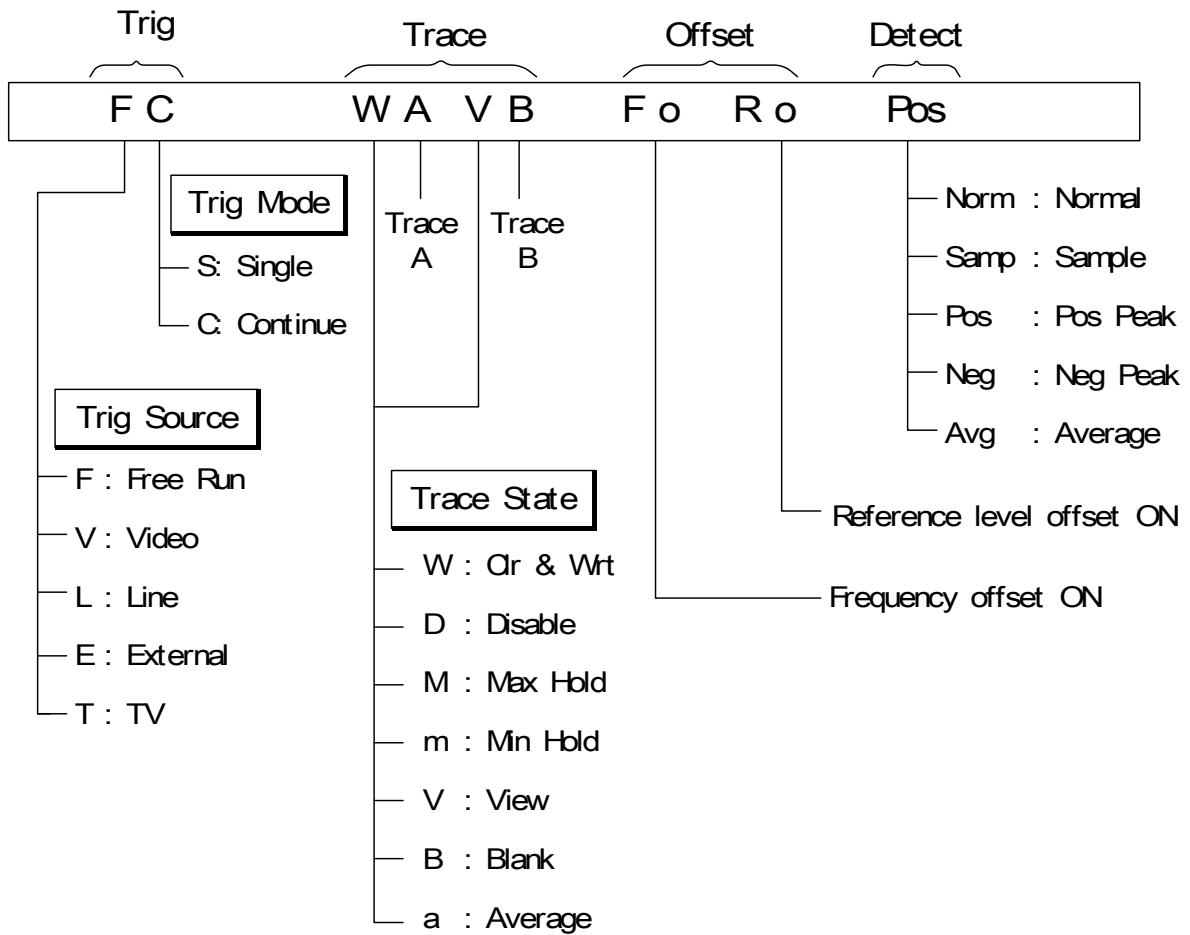 Trig Trace Offset Detect
F C W A V B F o R o Pos
Trig Mode
S: Single
C: Continue
Trace A
Trace B
Trig Source
F : Free Run
V : Video
L : Line
E : External
T : TV
Trace State
W : Clr & Wrt
D : Disable
M : Max Hold
m : Min Hold
V : View
B : Blank
a : Average
Norm : Normal
Samp : Sample
Pos : Pos Peak
Neg : Neg Peak
Avg : Average
Reference level offset ON
Frequency offset ON